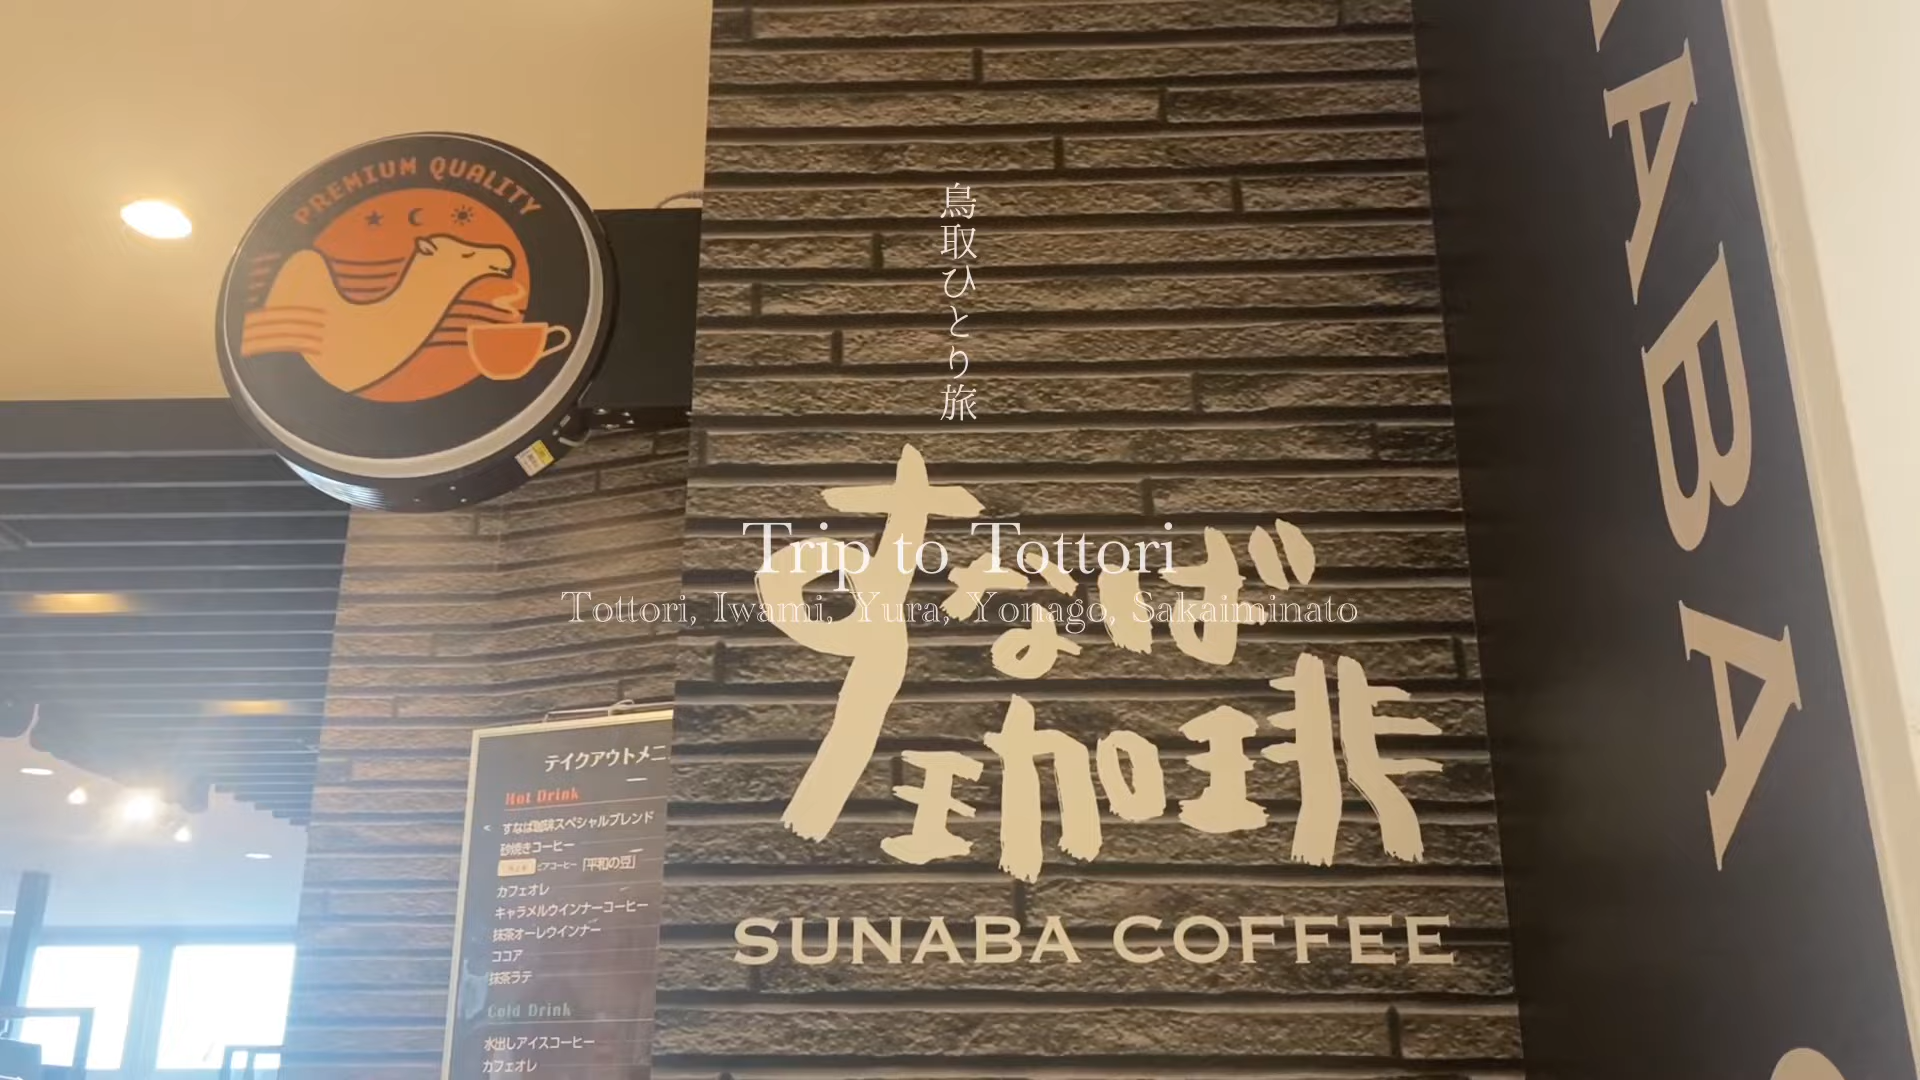 PREMIUM QUALITY
鳥取ひとり旅
Trip to Tottori
Tottori, Iwami, Yura, Yonago, Sakaiminato
すなば
珈琲
SUNABA COFFEE
ABA
テイクアウトメニ
Hot Drink
すなば珈琲スペシャルブレンド
砂焼きコーヒー
「平和の豆」
カフェオレ
キャラメルウインナーコーヒー
抹茶オーレウインナー
ココア
抹茶ラテ
Cold Drink
水出しアイスコーヒー
カフェオレ